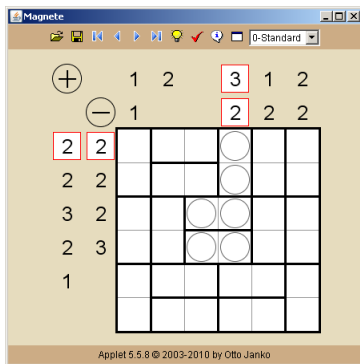 Magnete
0-Standard
+ 1 2 3 1 2
− 1 2 2 2
2 2
2 2
3 2
2 3
1
Applet 5.5.8 © 2003-2010 by Otto Janko